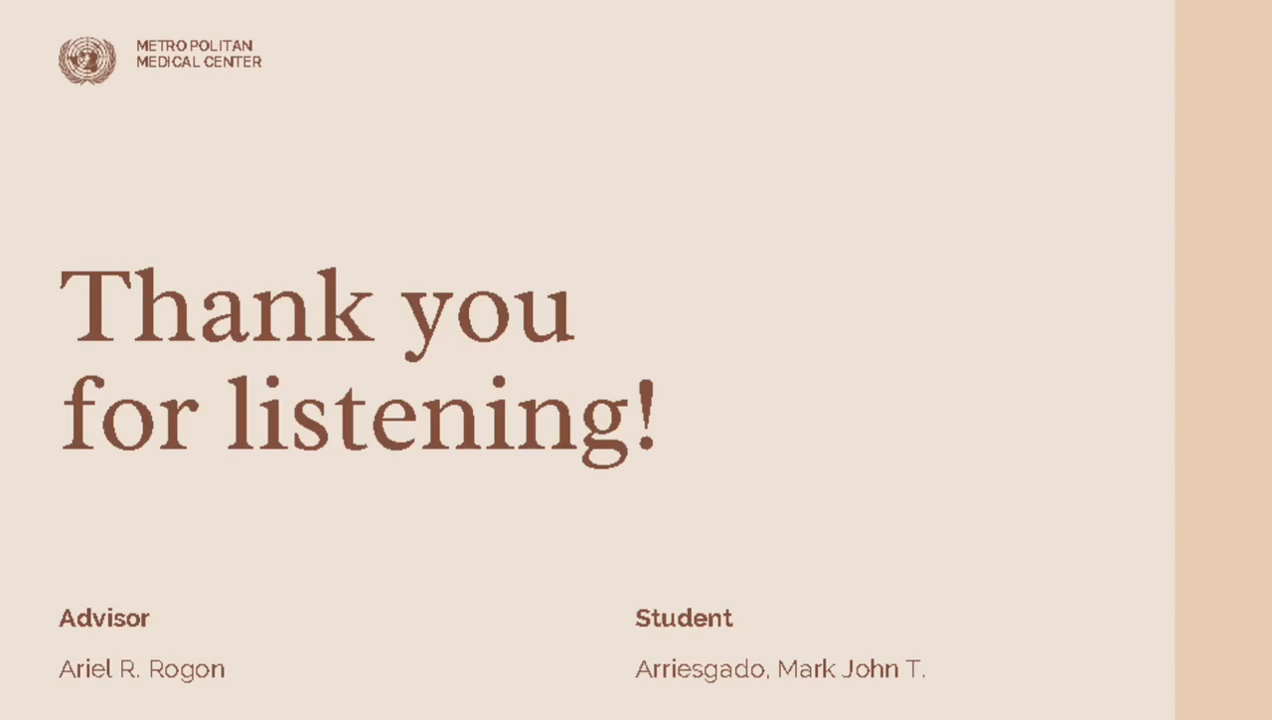 METRO POLITAN
MEDICAL CENTER
Thank you
for listening!
Advisor
Ariel R. Rogon
Student
Arriesgado, Mark John T.